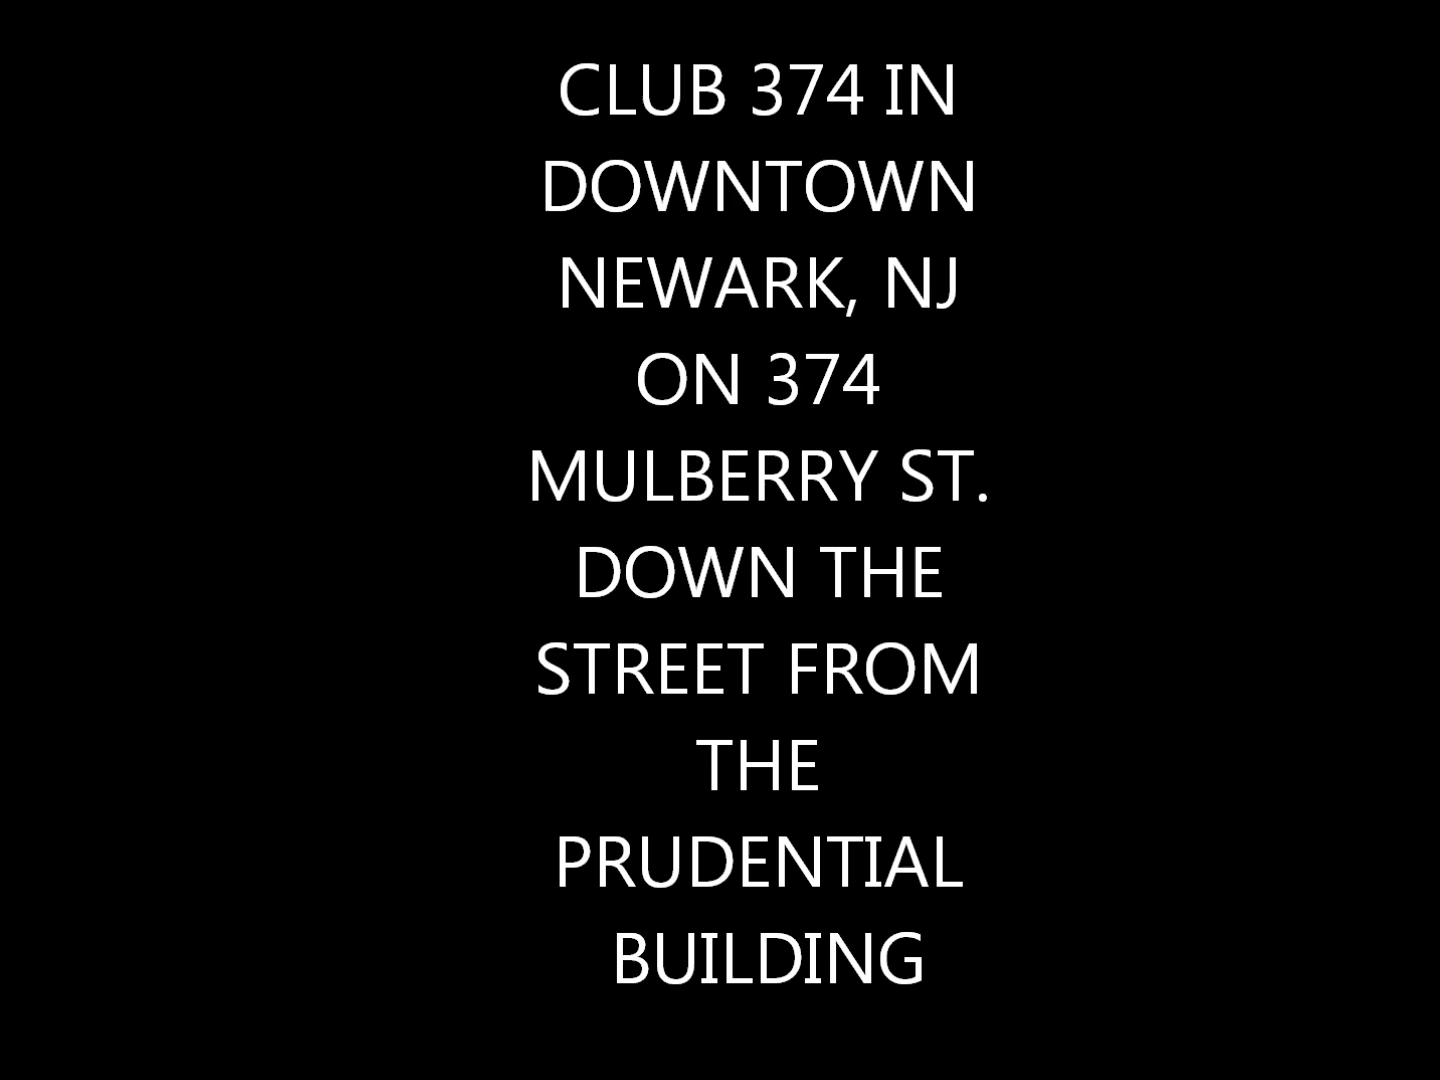 CLUB 374 IN
DOWNTOWN
NEWARK, NJ
ON 374
MULBERRY ST.
DOWN THE
STREET FROM
THE
PRUDENTIAL
BUILDING